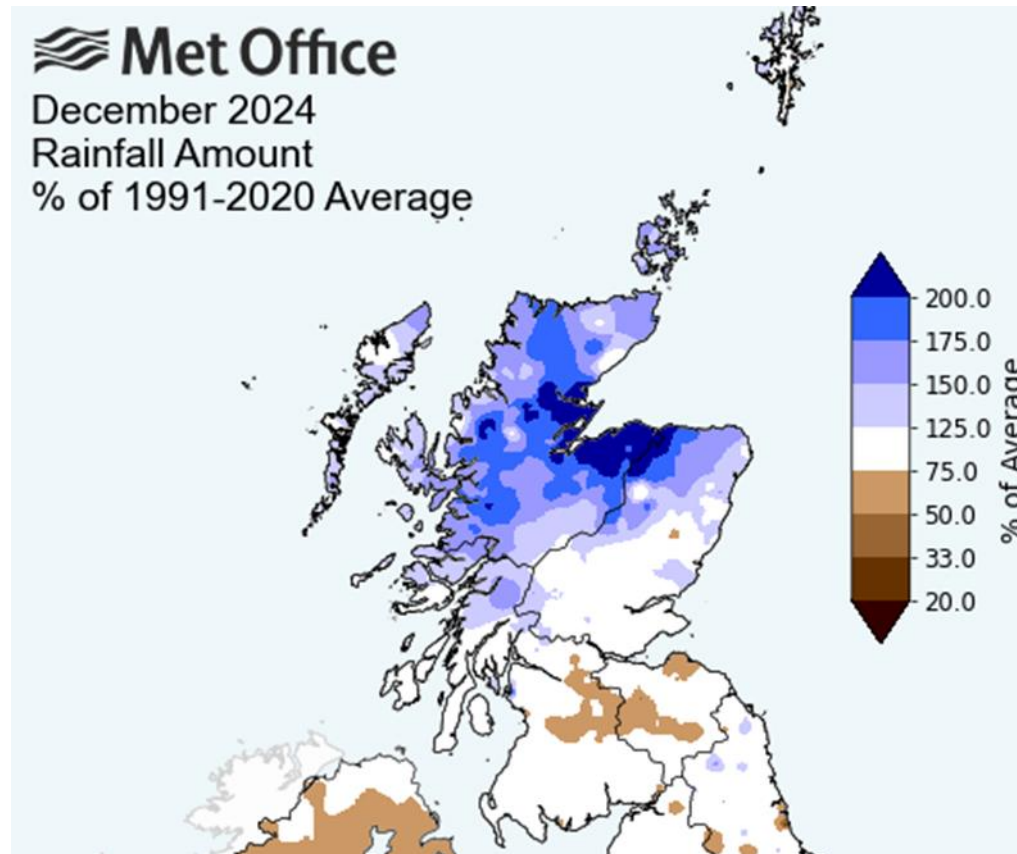 Met Office
December 2024
Rainfall Amount
% of 1991-2020 Average
200.0
175.0
150.0
125.0
75.0
50.0
33.0
20.0
% of Average